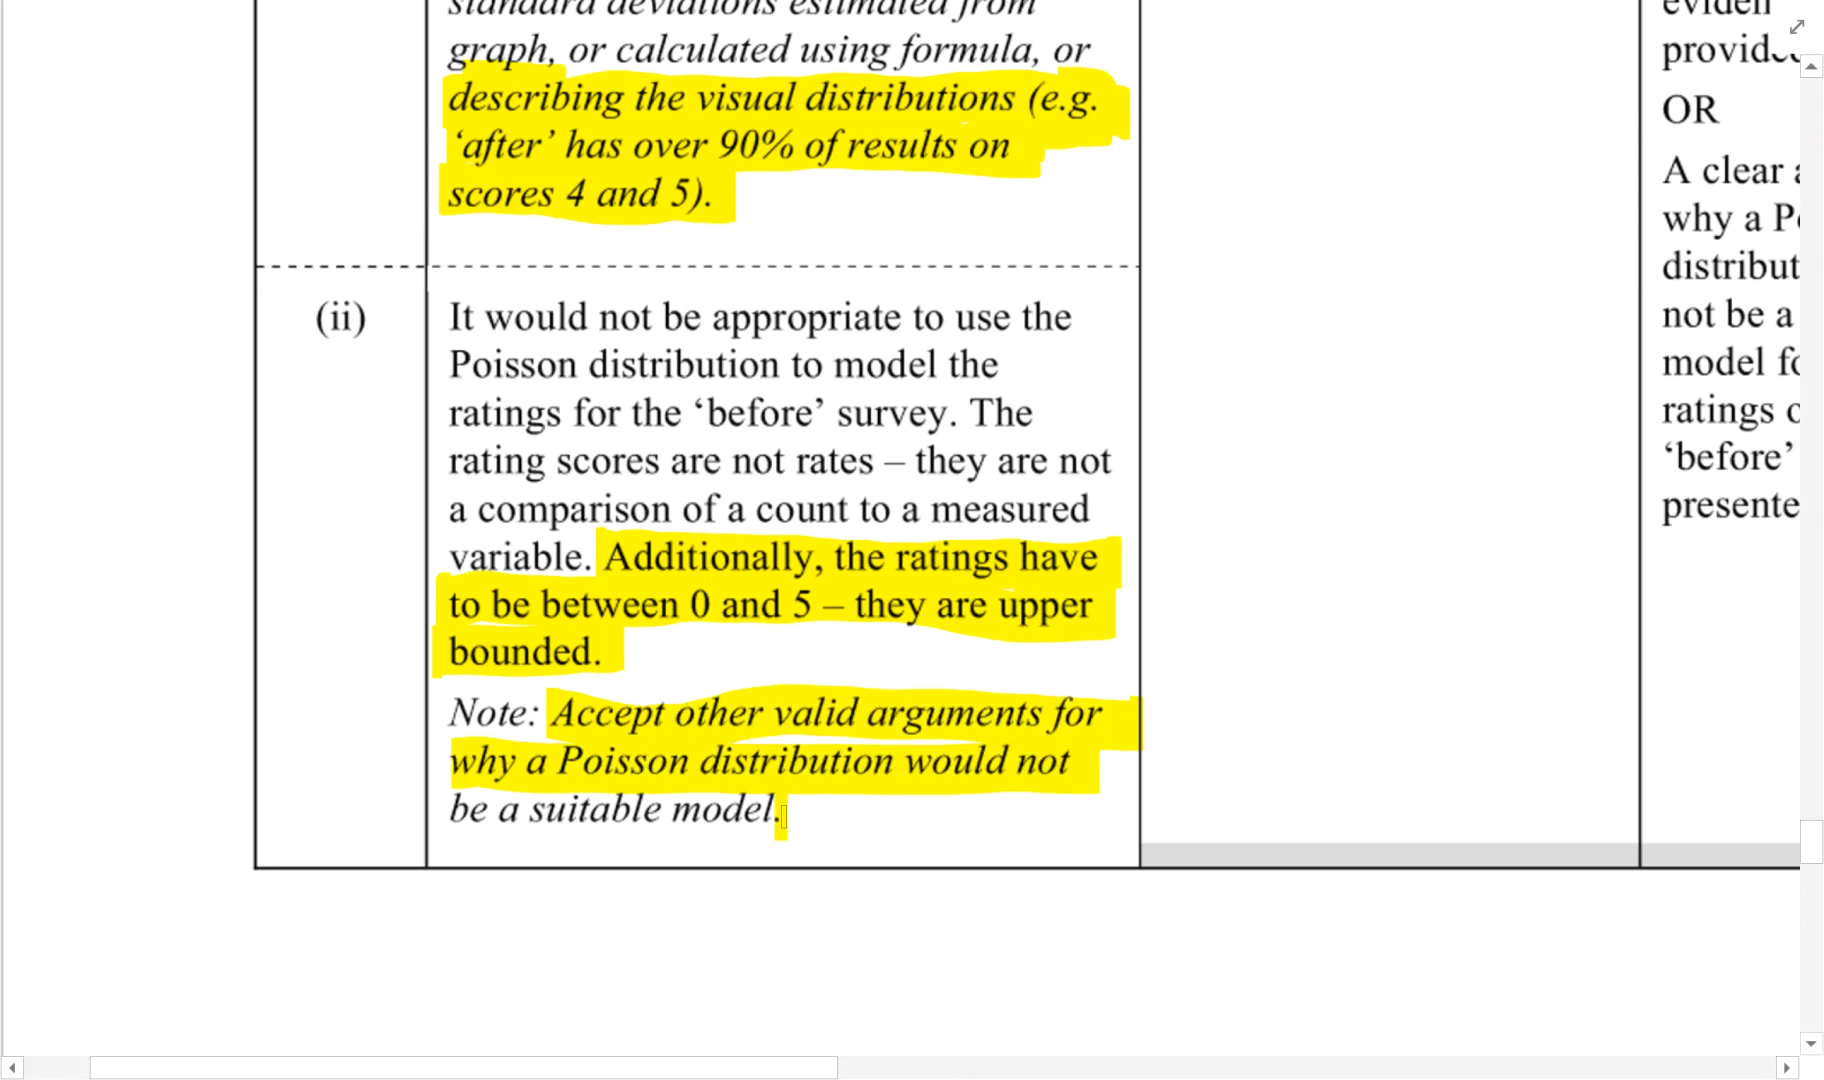 graph, or calculated using formula, or
describing the visual distributions (e.g.
‘after’ has over 90% of results on
scores 4 and 5).
(ii)
It would not be appropriate to use the
Poisson distribution to model the
ratings for the ‘before’ survey. The
rating scores are not rates – they are not
a comparison of a count to a measured
variable. Additionally, the ratings have
to be between 0 and 5 – they are upper
bounded.
Note: Accept other valid arguments for
why a Poisson distribution would not
be a suitable model.
OR
A clear
why a
not be a
model
ratings
‘before’